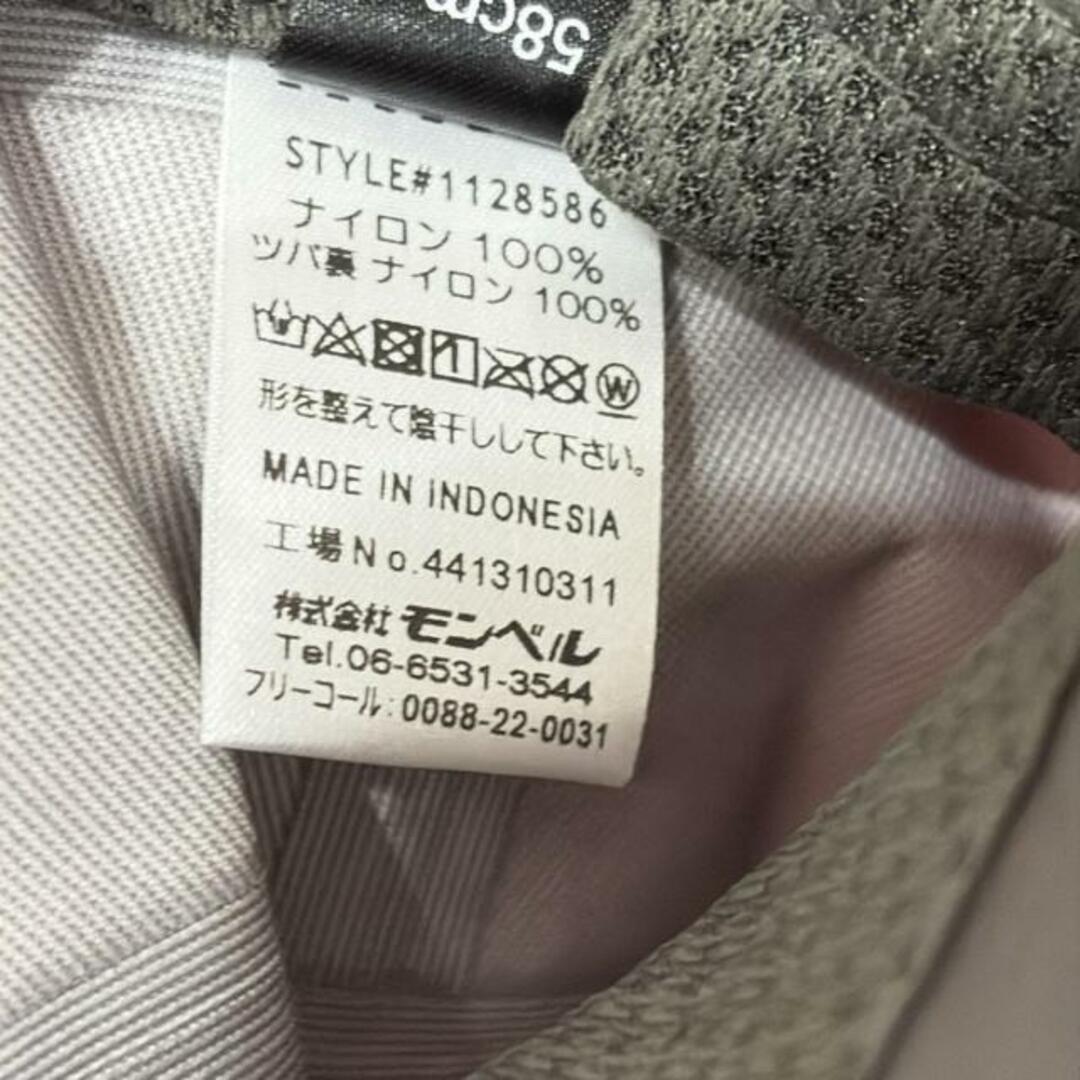 58cm
STYLE#1128586
ナイロン 100%
ツバ裏 ナイロン 100%
W
形を整えて陰干しして下さい。
MADE IN INDONESIA
工場No.441310311
株式会社 モンベル
Tel.06-6531-3544
フリーコール:0088-22-0031